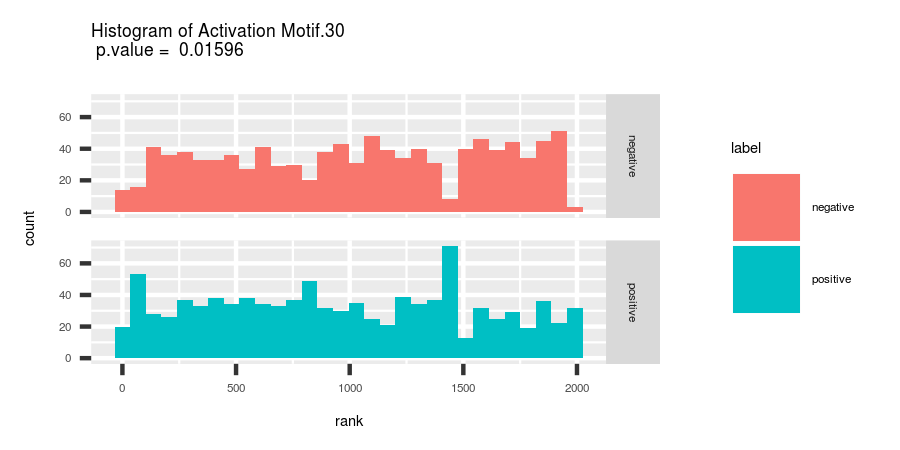 Histogram of Activation Motif.30
p.value =  0.01596
count
60
40
20
0
negative
60
40
20
0
positive
0
500
1000
1500
2000
rank
label
negative
positive